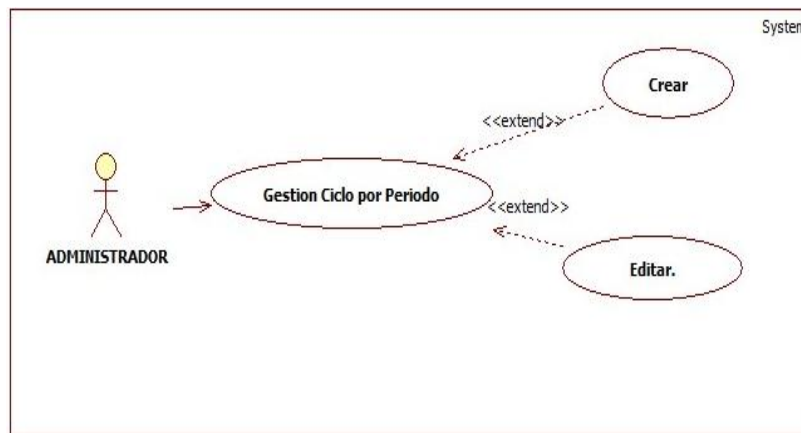 System
Crear
<<extend>>
Gestion Ciclo por Periodo
<<extend>>
ADMINISTRADOR
Editar.